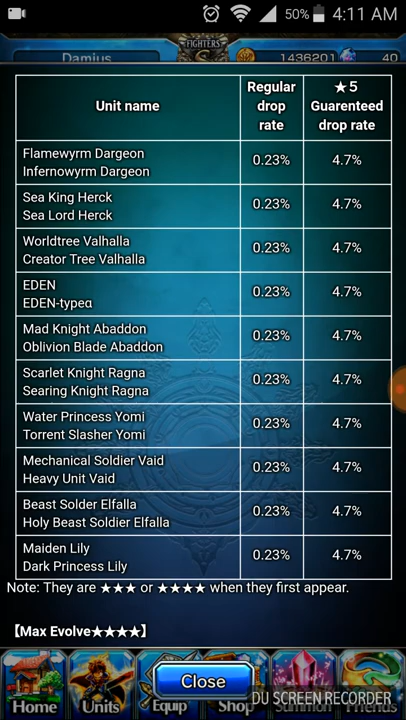 50% 4:11 AM
Damius FIGHTERS 1436201 40
Unit name
Regular drop rate
★5 Guarenteed drop rate
Flamewyrm Dargeon
Infernowyrm Dargeon
0.23% 4.7%
Sea King Herck
Sea Lord Herck
0.23% 4.7%
Worldtree Valhalla
Creator Tree Valhalla
0.23% 4.7%
EDEN
EDEN-typeα
0.23% 4.7%
Mad Knight Abaddon
Oblivion Blade Abaddon
0.23% 4.7%
Scarlet Knight Ragna
Searing Knight Ragna
0.23% 4.7%
Water Princess Yomi
Torrent Slasher Yomi
0.23% 4.7%
Mechanical Soldier Vaid
Heavy Unit Vaid
0.23% 4.7%
Beast Solder Elfalla
Holy Beast Soldier Elfalla
0.23% 4.7%
Maiden Lily
Dark Princess Lily
0.23% 4.7%
Note: They are ★★★ or ★★★★ when they first appear.
【Max Evolve★★★★】
Close
Home Units Equip Shop Summon Friends
DU SCREEN RECORDER